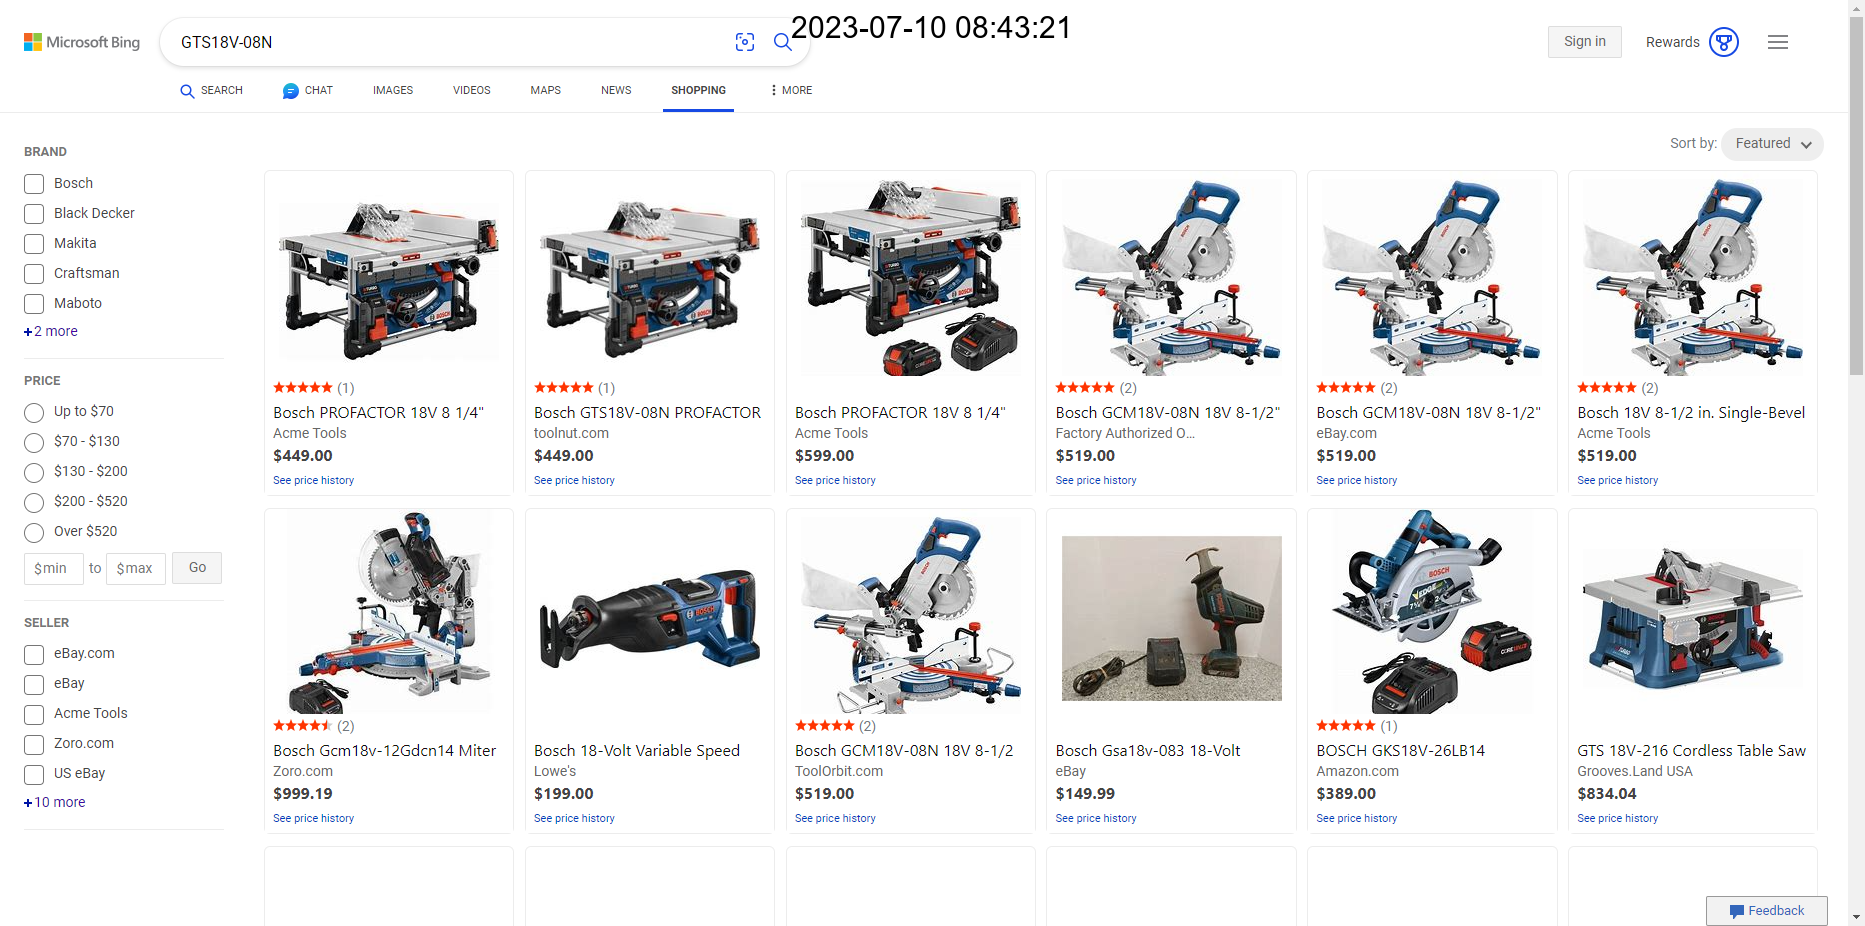 Microsoft Bing
GTS18V-08N
2023-07-10 08:43:21
Sign in
Rewards
SEARCH
CHAT
IMAGES
VIDEOS
MAPS
NEWS
SHOPPING
MORE
Sort by: Featured
BRAND
Bosch
Black Decker
Makita
Craftsman
Maboto
+2 more
PRICE
Up to $70
$70 - $130
$130 - $200
$200 - $520
Over $520
$min to $max Go
SELLER
eBay.com
eBay
Acme Tools
Zoro.com
US eBay
+10 more
(1)
Bosch PROFACTOR 18V 8 1/4"
Acme Tools
$449.00
See price history
(1)
Bosch GTS18V-08N PROFACTOR
toolnut.com
$449.00
See price history
(1)
Bosch PROFACTOR 18V 8 1/4"
Acme Tools
$599.00
See price history
(2)
Bosch GCM18V-08N 18V 8-1/2"
Factory Authorized O...
$519.00
See price history
(2)
Bosch GCM18V-08N 18V 8-1/2"
eBay.com
$519.00
See price history
(2)
Bosch 18V 8-1/2 in. Single-Bevel
Acme Tools
$519.00
See price history
(2)
Bosch Gcm18v-12Gdcn14 Miter
Zoro.com
$999.19
See price history
BOSCH
Bosch 18-Volt Variable Speed
Lowe's
$199.00
See price history
(2)
Bosch GCM18V-08N 18V 8-1/2
ToolOrbit.com
$519.00
See price history
Bosch Gsa18v-083 18-Volt
eBay
$149.99
See price history
BOSCH
(1)
BOSCH GKS18V-26LB14
Amazon.com
$389.00
See price history
GTS 18V-216 Cordless Table Saw
Grooves.Land USA
$834.04
See price history
Feedback